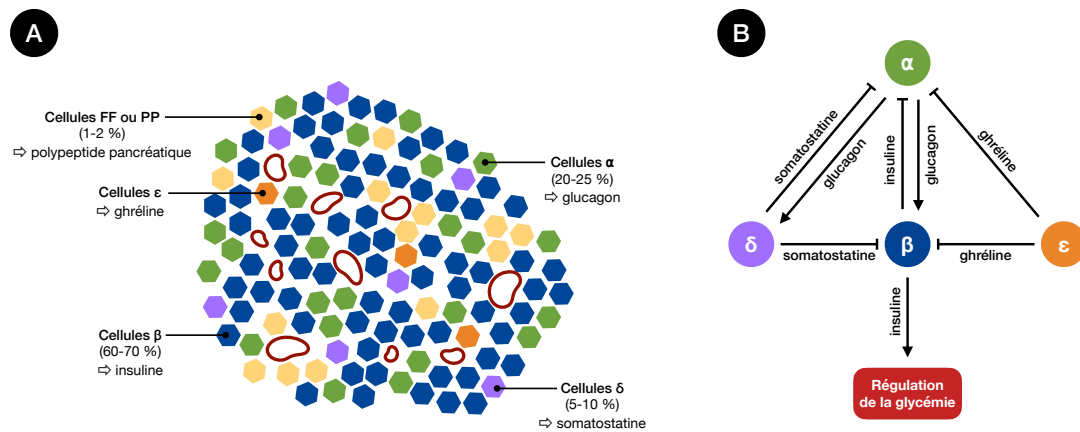 A
Cellules FF ou PP
(1-2 %)
⇨ polypeptide pancréatique
Cellules ε
⇨ ghréline
Cellules β
(60-70 %)
⇨ insuline
Cellules α
(20-25 %)
⇨ glucagon
Cellules δ
(5-10 %)
⇨ somatostatine
B
α
somatostatine
glucagon
insuline
glucagon
ghréline
δ
somatostatine
β
ghréline
ε
insuline
Régulation
de la glycémie